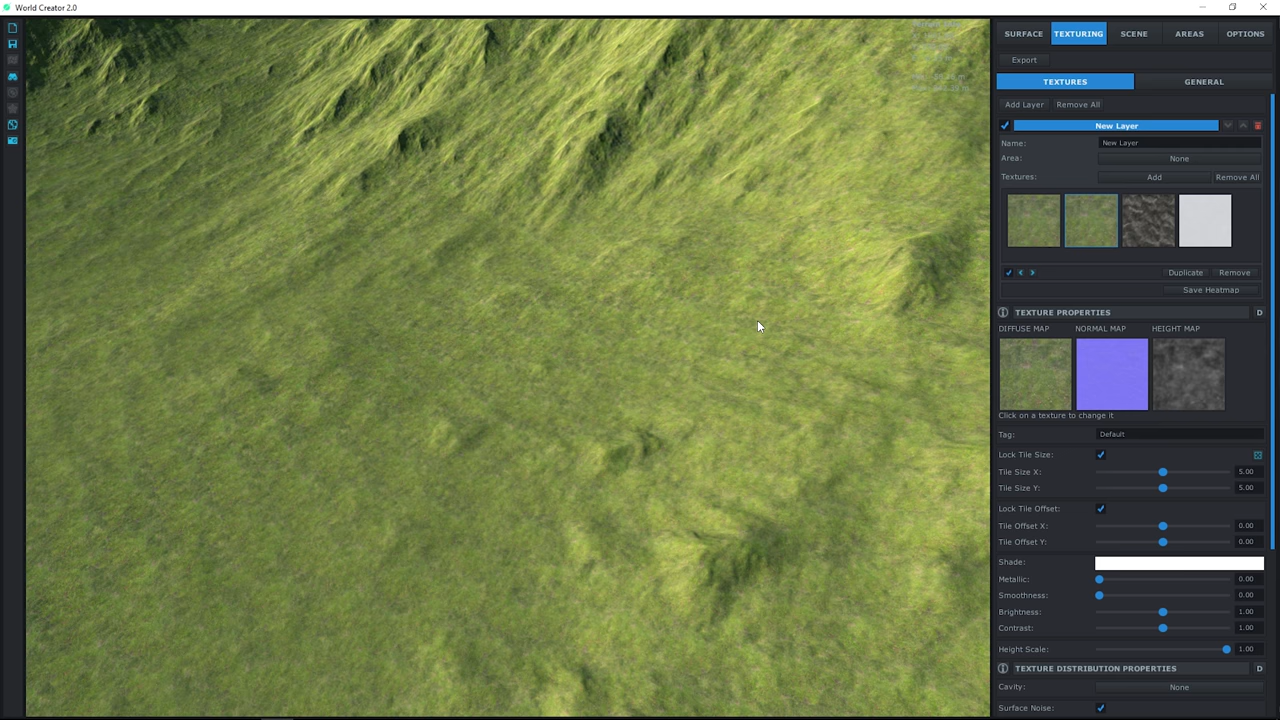 World Creator 2.0
SURFACE TEXTURING SCENE AREAS OPTIONS
Export
TEXTURES GENERAL
Add Layer Remove All
New Layer
Name: New Layer
Area: None
Textures: Add Remove All
Duplicate Remove
Save Heatmap
TEXTURE PROPERTIES D
DIFFUSE MAP NORMAL MAP HEIGHT MAP
Click on a texture to change it
Tag: Default
Lock Tile Size:
Tile Size X: 5.00
Tile Size Y: 5.00
Lock Tile Offset:
Tile Offset X: 0.00
Tile Offset Y: 0.00
Shade:
Metallic: 0.00
Smoothness: 0.00
Brightness: 1.00
Contrast: 1.00
Height Scale: 1.00
TEXTURE DISTRIBUTION PROPERTIES D
Cavity: None
Surface Noise: